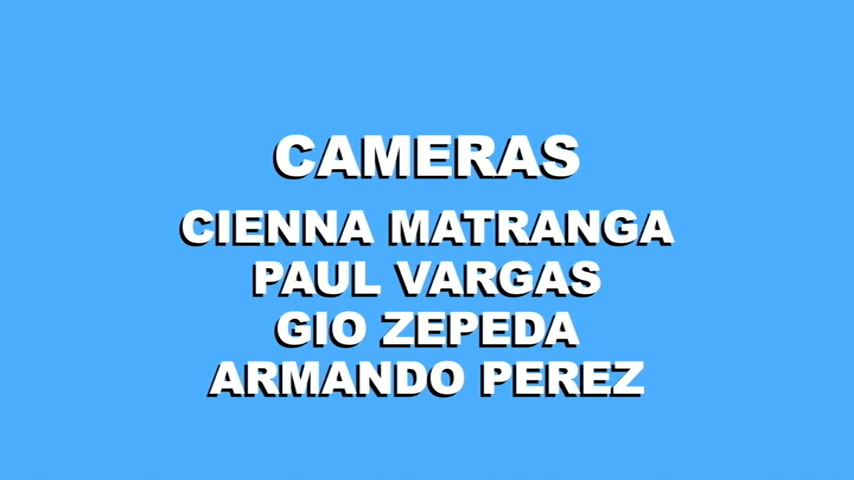 CAMERAS
CIENNA MATRANGA
PAUL VARGAS
GIO ZEPEDA
ARMANDO PEREZ